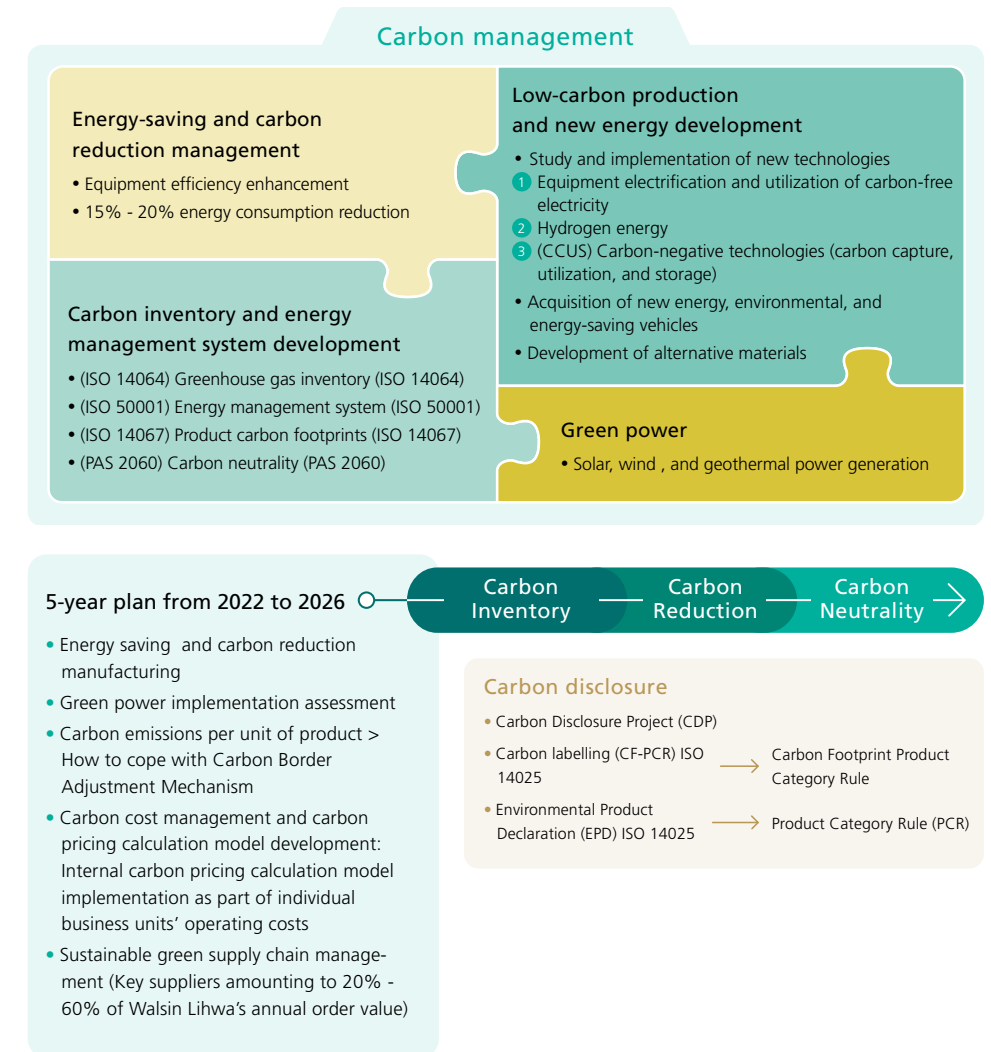 Carbon management
Energy-saving and carbon
reduction management
• Equipment efficiency enhancement
• 15% - 20% energy consumption reduction
Low-carbon production
and new energy development
• Study and implementation of new technologies
1 Equipment electrification and utilization of carbon-free
electricity
2 Hydrogen energy
3 (CCUS) Carbon-negative technologies (carbon capture,
utilization, and storage)
• Acquisition of new energy, environmental, and
energy-saving vehicles
• Development of alternative materials
Carbon inventory and energy
management system development
• (ISO 14064) Greenhouse gas inventory (ISO 14064)
• (ISO 50001) Energy management system (ISO 50001)
• (ISO 14067) Product carbon footprints (ISO 14067)
• (PAS 2060) Carbon neutrality (PAS 2060)
Green power
• Solar, wind , and geothermal power generation
5-year plan from 2022 to 2026
• Energy saving  and carbon reduction
manufacturing
• Green power implementation assessment
• Carbon emissions per unit of product >
How to cope with Carbon Border
Adjustment Mechanism
• Carbon cost management and carbon
pricing calculation model development:
Internal carbon pricing calculation model
implementation as part of individual
business units’ operating costs
• Sustainable green supply chain manage-
ment (Key suppliers amounting to 20% -
60% of Walsin Lihwa’s annual order value)
Carbon
Inventory
Carbon
Reduction
Carbon
Neutrality
Carbon disclosure
• Carbon Disclosure Project (CDP)
• Carbon labelling (CF-PCR) ISO
14025
Carbon Footprint Product
Category Rule
• Environmental Product
Declaration (EPD) ISO 14025
Product Category Rule (PCR)